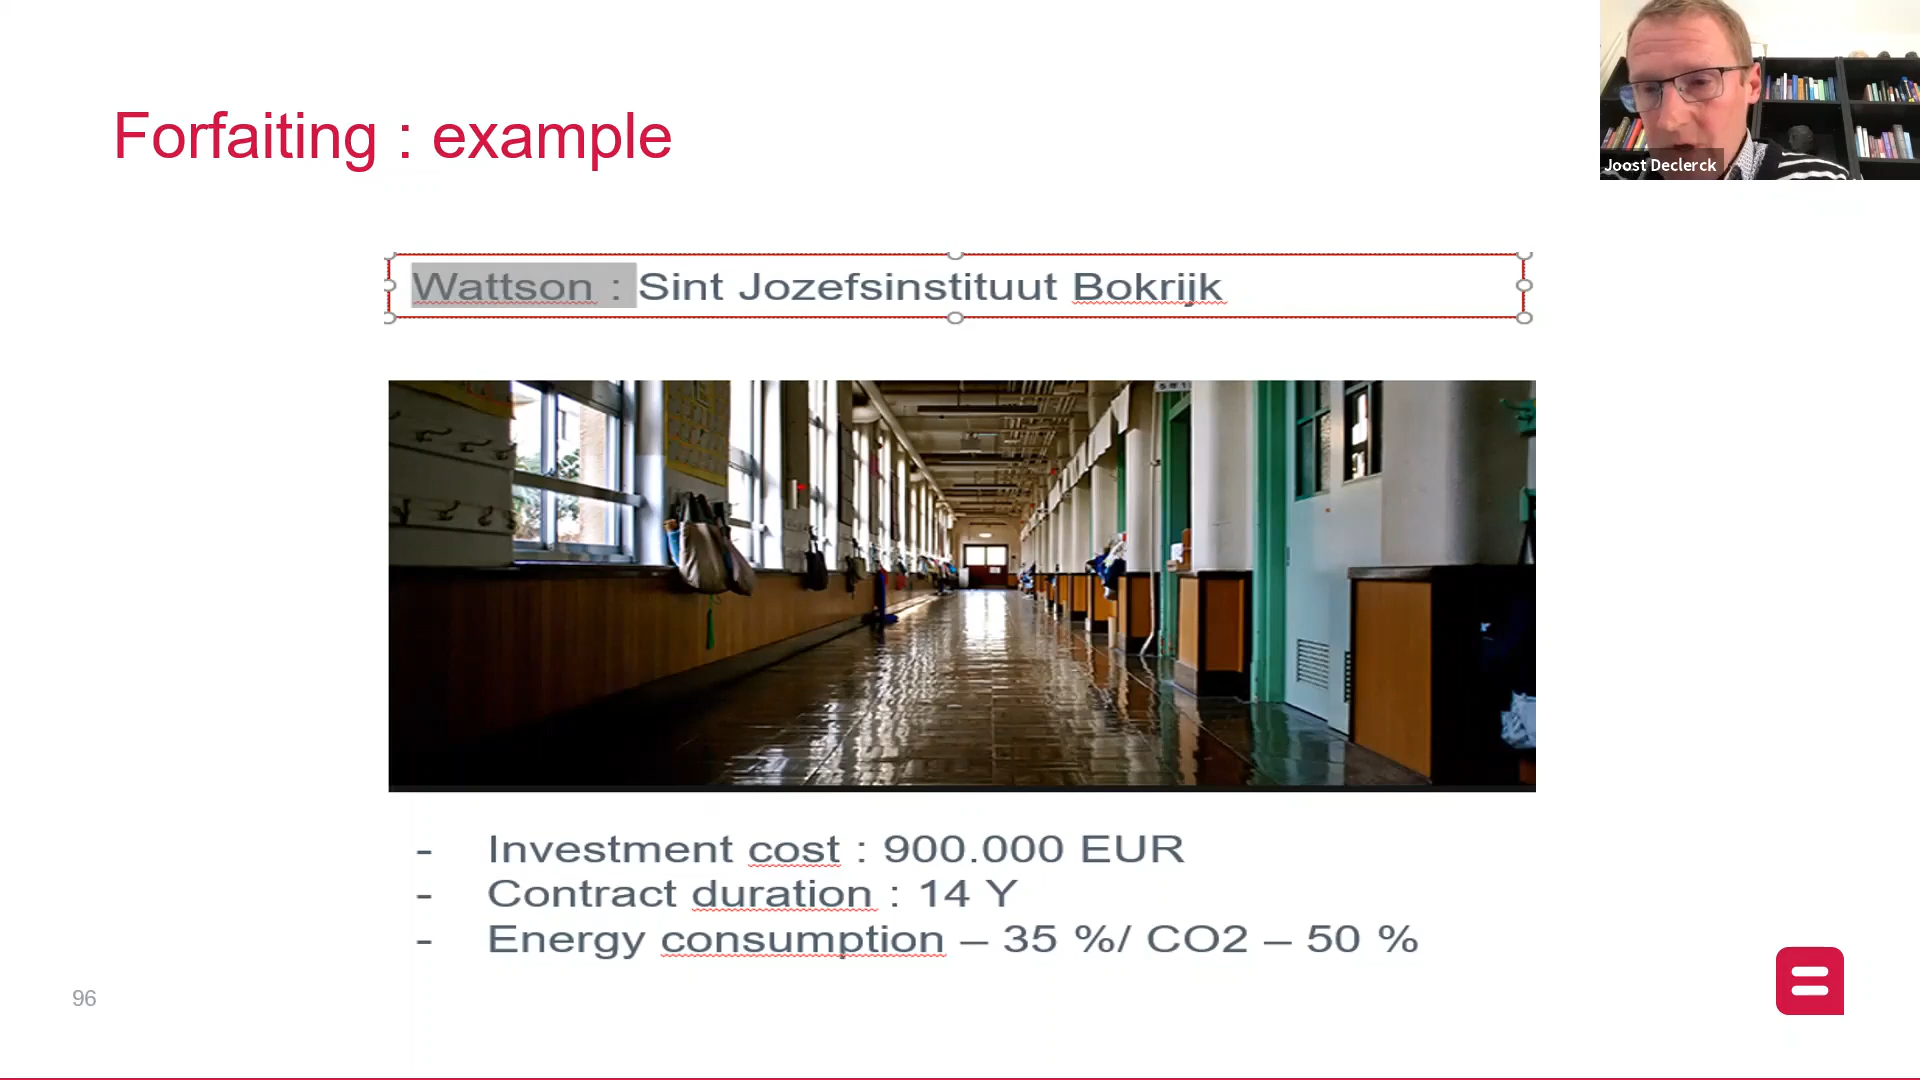 Forfaiting : example
Joost Declerck
Wattson : Sint Jozefsinstituut Bokrijk
- Investment cost : 900.000 EUR
- Contract duration : 14 Y
- Energy consumption – 35 %/ CO2 – 50 %
96